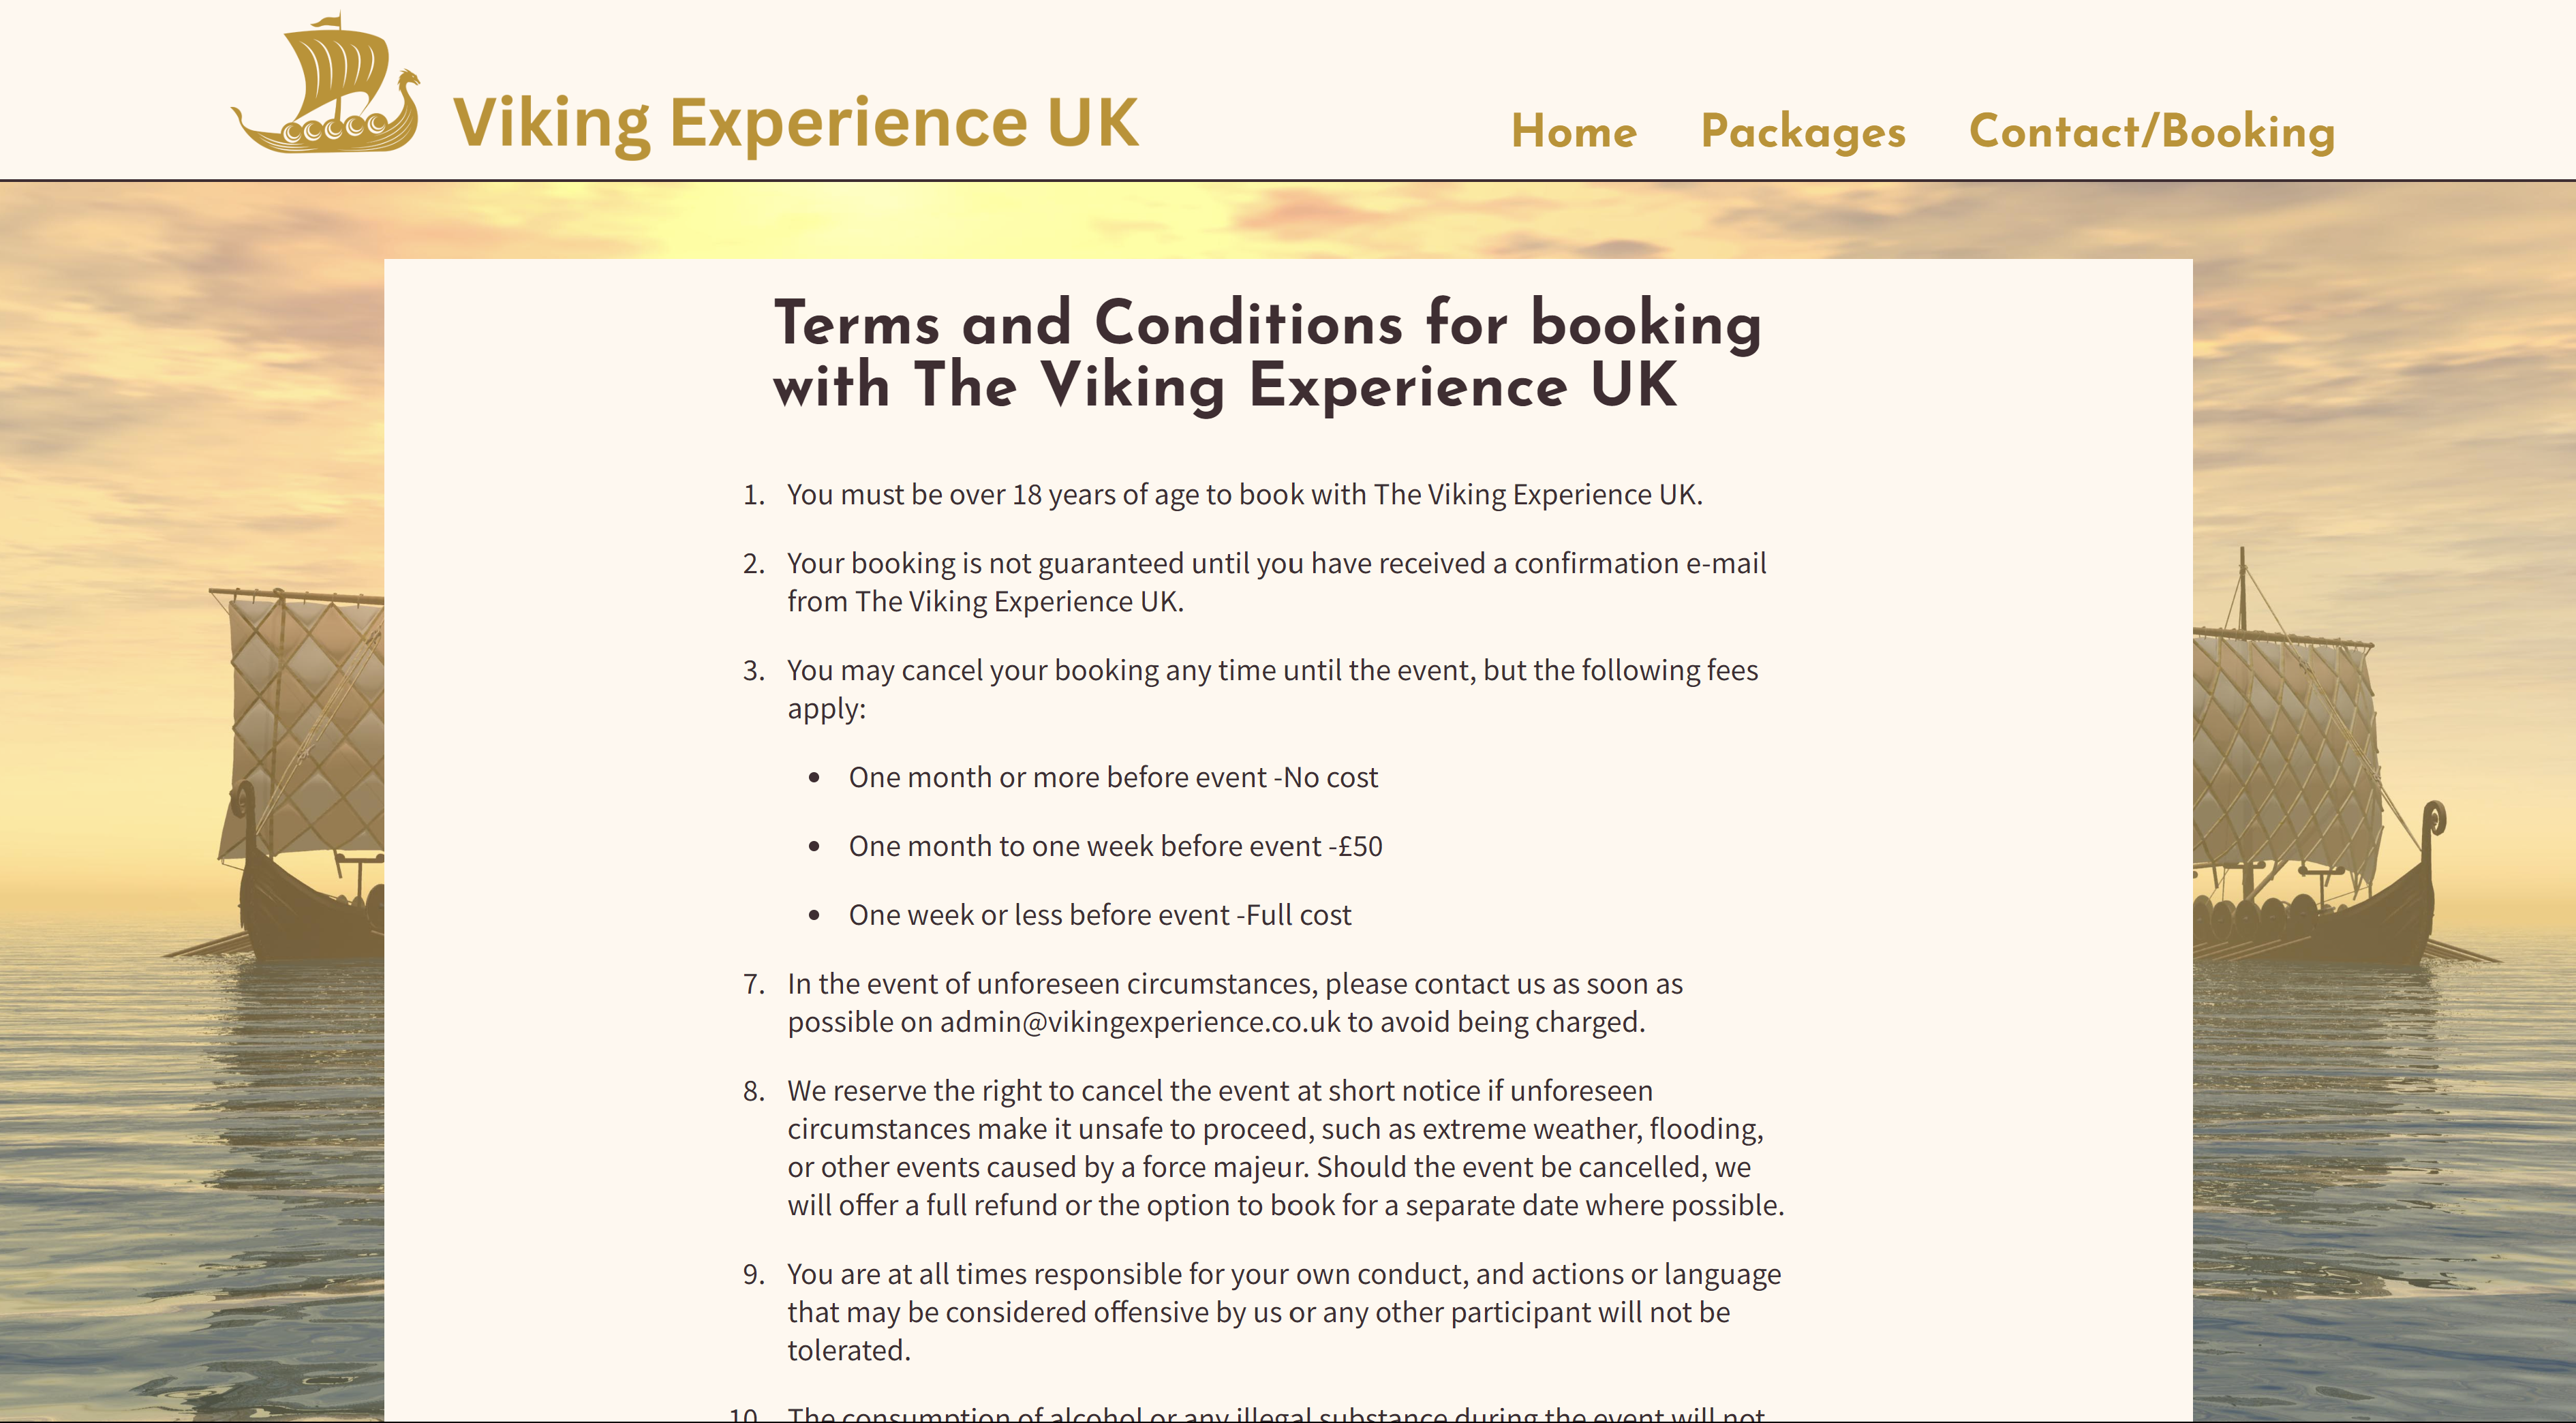 Viking Experience UK
Home Packages Contact/Booking
Terms and Conditions for booking
with The Viking Experience UK
1. You must be over 18 years of age to book with The Viking Experience UK.
2. Your booking is not guaranteed until you have received a confirmation e-mail
from The Viking Experience UK.
3. You may cancel your booking any time until the event, but the following fees
apply:
• One month or more before event -No cost
• One month to one week before event -£50
• One week or less before event -Full cost
7. In the event of unforeseen circumstances, please contact us as soon as
possible on admin@vikingexperience.co.uk to avoid being charged.
8. We reserve the right to cancel the event at short notice if unforeseen
circumstances make it unsafe to proceed, such as extreme weather, flooding,
or other events caused by a force majeur. Should the event be cancelled, we
will offer a full refund or the option to book for a separate date where possible.
9. You are at all times responsible for your own conduct, and actions or language
that may be considered offensive by us or any other participant will not be
tolerated.
10. The consumption of alcohol or any illegal substance during the event will not